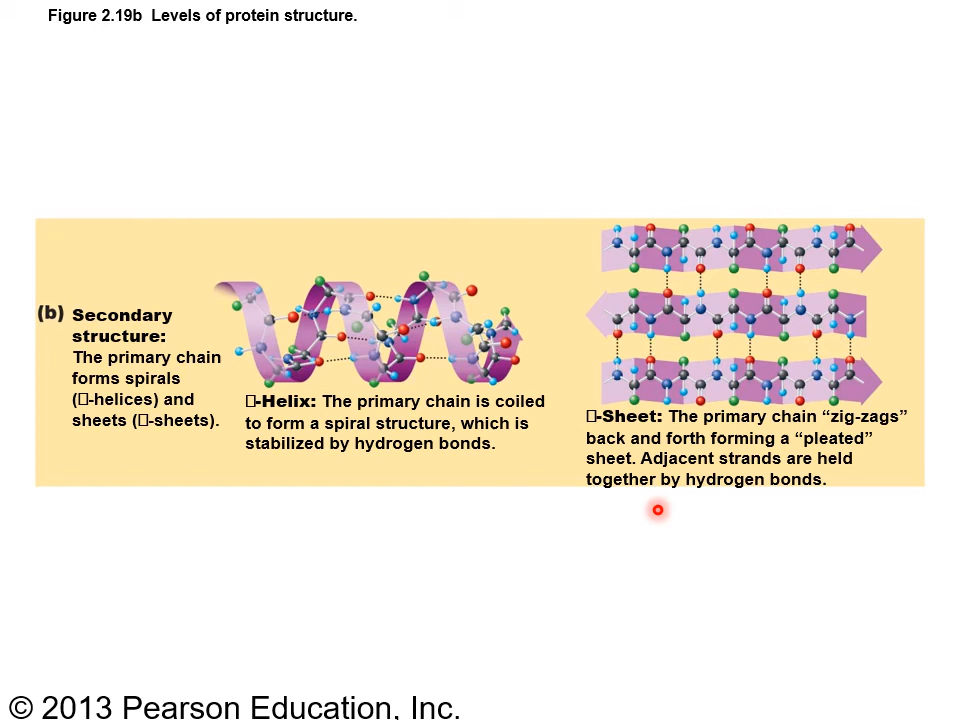 Figure 2.19b  Levels of protein structure.
(b) Secondary
structure:
The primary chain
forms spirals
(□-helices) and
sheets (□-sheets).
□-Helix: The primary chain is coiled
to form a spiral structure, which is
stabilized by hydrogen bonds.
□-Sheet: The primary chain “zig-zags”
back and forth forming a “pleated”
sheet. Adjacent strands are held
together by hydrogen bonds.
© 2013 Pearson Education, Inc.